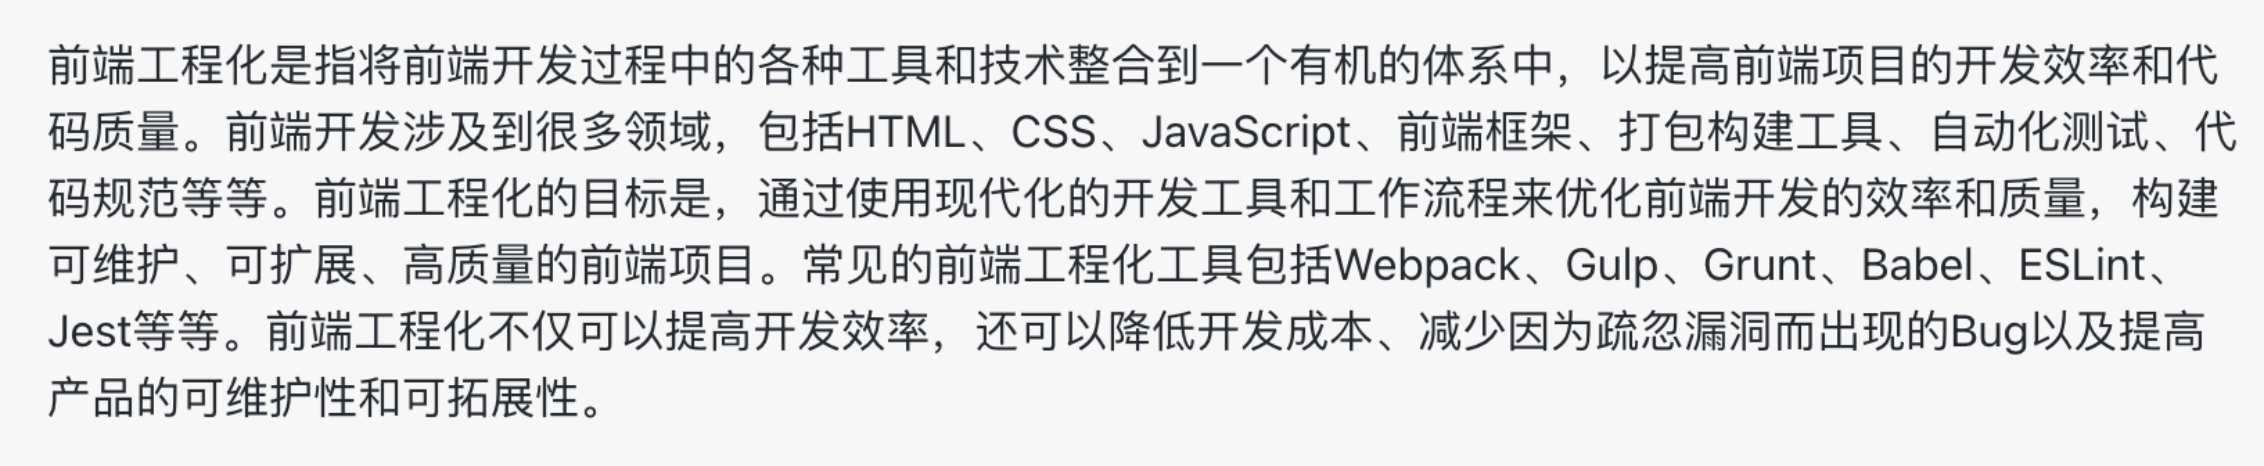 前端工程化是指将前端开发过程中的各种工具和技术整合到一个有机的体系中，以提高前端项目的开发效率和代
码质量。前端开发涉及到很多领域，包括HTML、CSS、JavaScript、前端框架、打包构建工具、自动化测试、代
码规范等等。前端工程化的目标是，通过使用现代化的开发工具和工作流程来优化前端开发的效率和质量，构建
可维护、可扩展、高质量的前端项目。常见的前端工程化工具包括Webpack、Gulp、Grunt、Babel、ESLint、
Jest等等。前端工程化不仅可以提高开发效率，还可以降低开发成本、减少因为疏忽漏洞而出现的Bug以及提高
产品的可维护性和可拓展性。